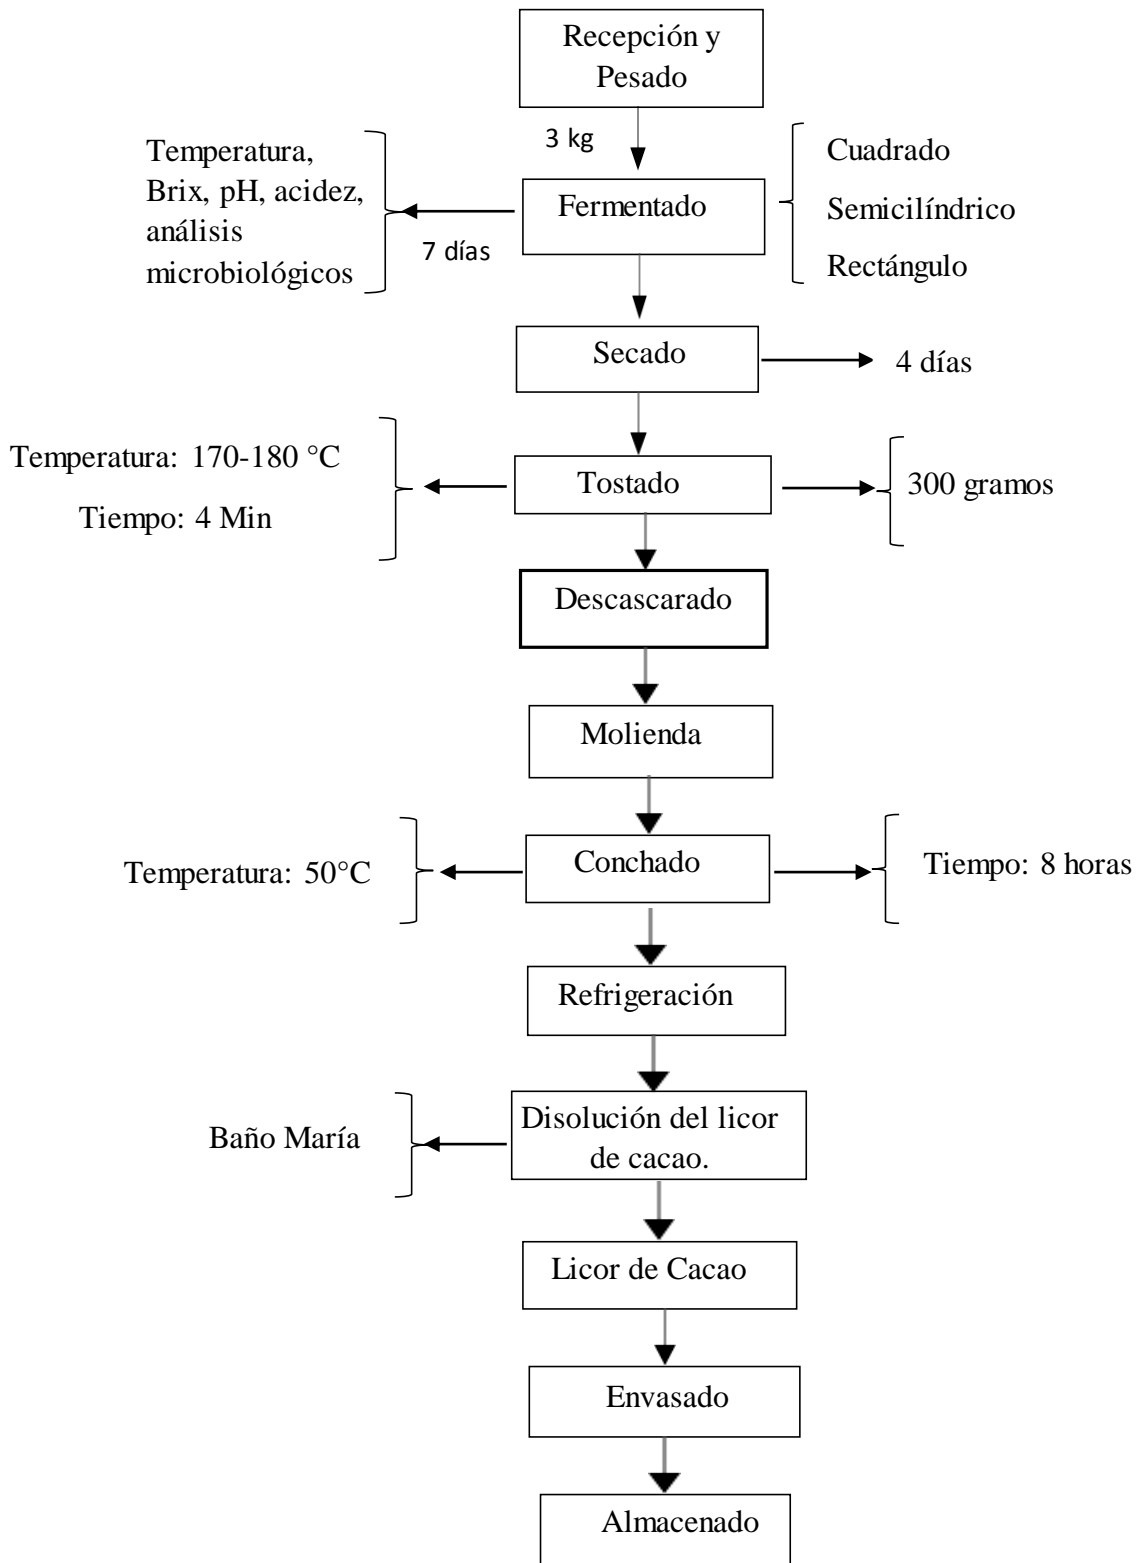 Recepción y
Pesado
3 kg
Temperatura,
Brix, pH, acidez,
análisis
microbiológicos
7 días
Fermentado
Cuadrado
Semicilíndrico
Rectángulo
Secado
4 días
Temperatura: 170-180 °C
Tiempo: 4 Min
Tostado
300 gramos
Descascarado
Molienda
Temperatura: 50°C
Conchado
Tiempo: 8 horas
Refrigeración
Baño María
Disolución del licor
de cacao.
Licor de Cacao
Envasado
Almacenado